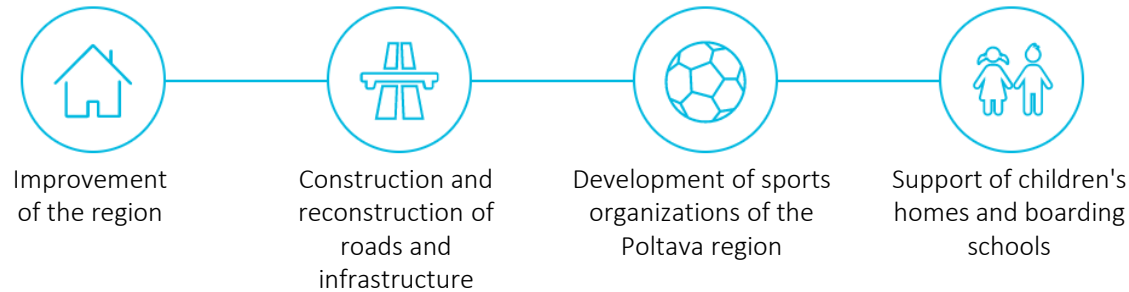 Improvement
of the region
Construction and
reconstruction of
roads and
infrastructure
Development of sports
organizations of the
Poltava region
Support of children's
homes and boarding
schools